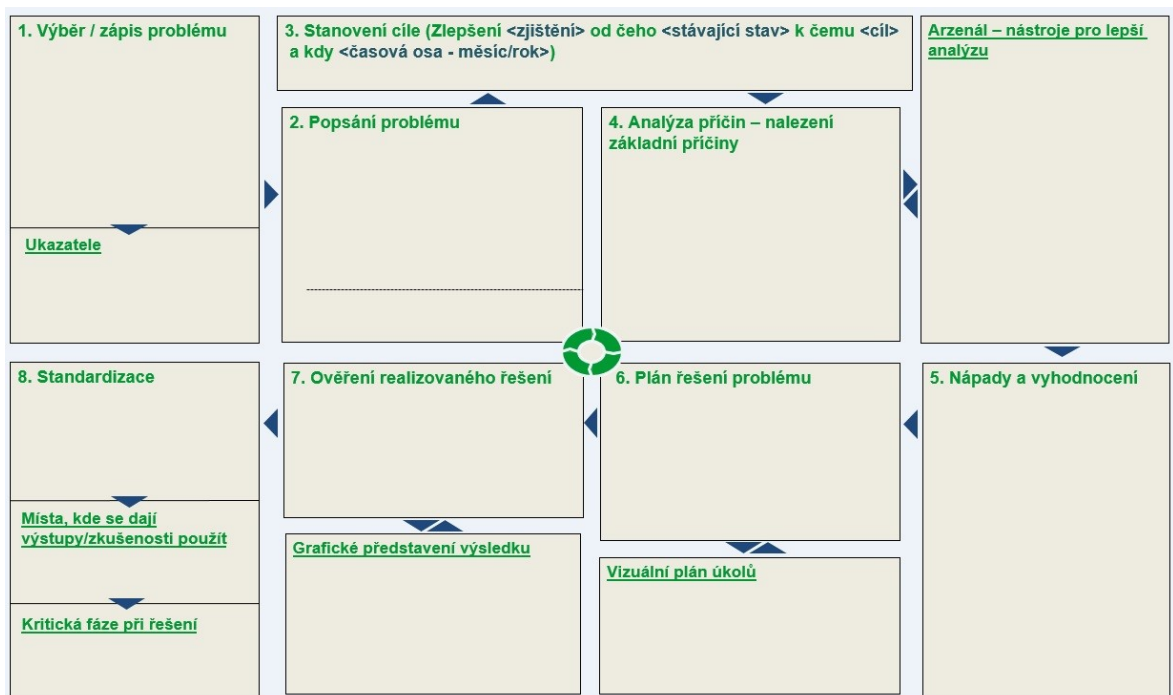 1. Výběr / zápis problému
Ukazatele
3. Stanovení cíle (Zlepšení <zjištění> od čeho <stávající stav> k čemu <cíl>
a kdy <časová osa - měsíc/rok>)
2. Popsání problému
4. Analýza příčin – nalezení
základní příčiny
Arzenál – nástroje pro lepší
analýzu
8. Standardizace
Místa, kde se dají
výstupy/zkušenosti použít
Kritická fáze při řešení
7. Ověření realizovaného řešení
Grafické představení výsledku
6. Plán řešení problému
Vizuální plán úkolů
5. Nápady a vyhodnocení